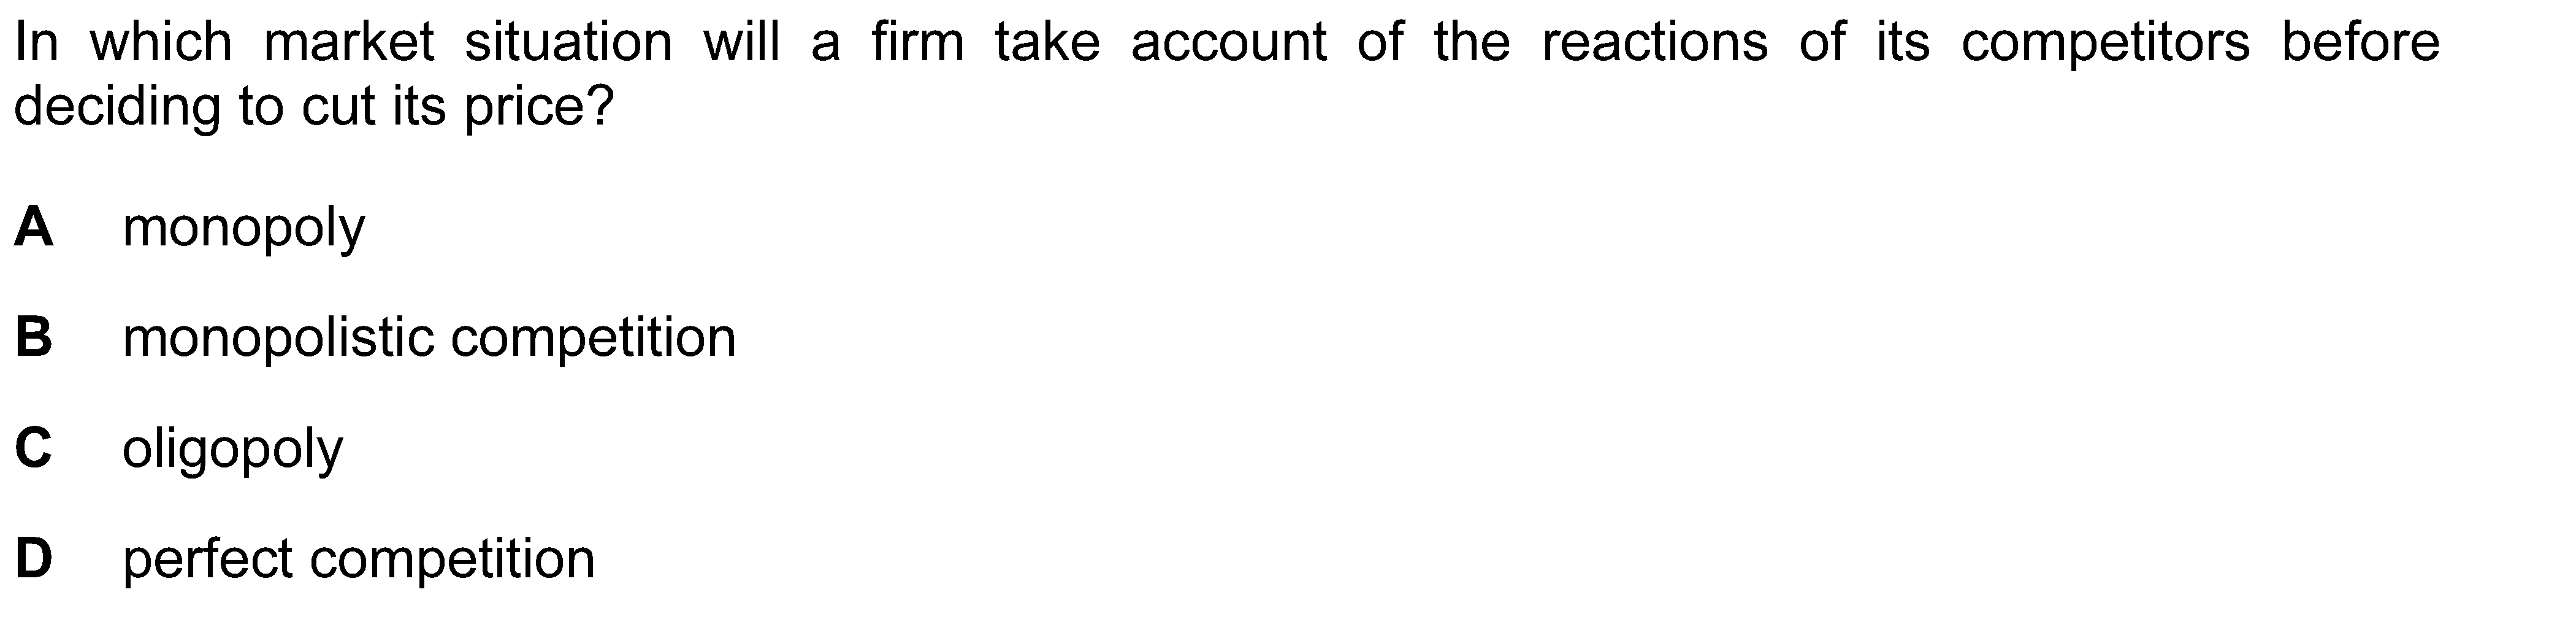 In which market situation will a firm take account of the reactions of its competitors before
deciding to cut its price?
A monopoly
B monopolistic competition
C oligopoly
D perfect competition